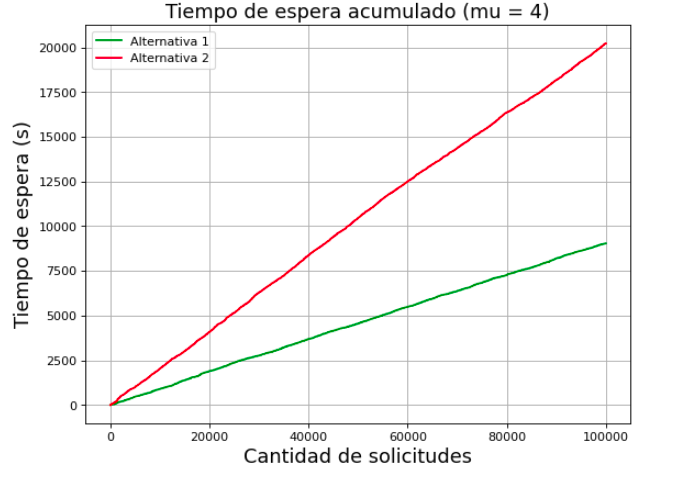 Tiempo de espera acumulado (mu = 4)
Alternativa 1
Alternativa 2
Tiempo de espera (s)
20000
17500
15000
12500
10000
7500
5000
2500
0
0 20000 40000 60000 80000 100000
Cantidad de solicitudes